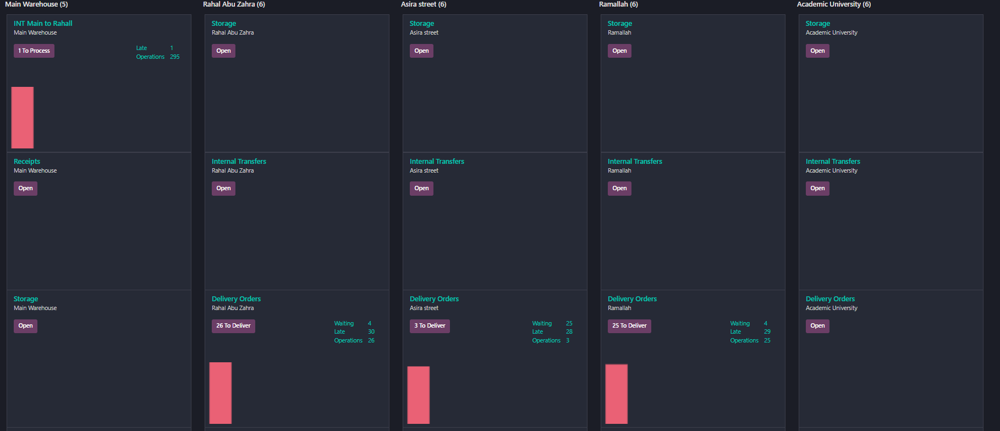 Main Warehouse (5)
INT Main to Rahall
Main Warehouse
1 To Process
Late 1
Operations 295
Receipts
Main Warehouse
Open
Storage
Main Warehouse
Open
Rahal Abu Zahra (6)
Storage
Rahal Abu Zahra
Open
Internal Transfers
Rahal Abu Zahra
Open
Delivery Orders
Rahal Abu Zahra
26 To Deliver
Waiting 4
Late 30
Operations 26
Asira street (6)
Storage
Asira street
Open
Internal Transfers
Asira street
Open
Delivery Orders
Asira street
3 To Deliver
Waiting 25
Late 28
Operations 3
Ramallah (6)
Storage
Ramallah
Open
Internal Transfers
Ramallah
Open
Delivery Orders
Ramallah
25 To Deliver
Waiting 4
Late 29
Operations 25
Academic University (6)
Storage
Academic University
Open
Internal Transfers
Academic University
Open
Delivery Orders
Academic University
Open